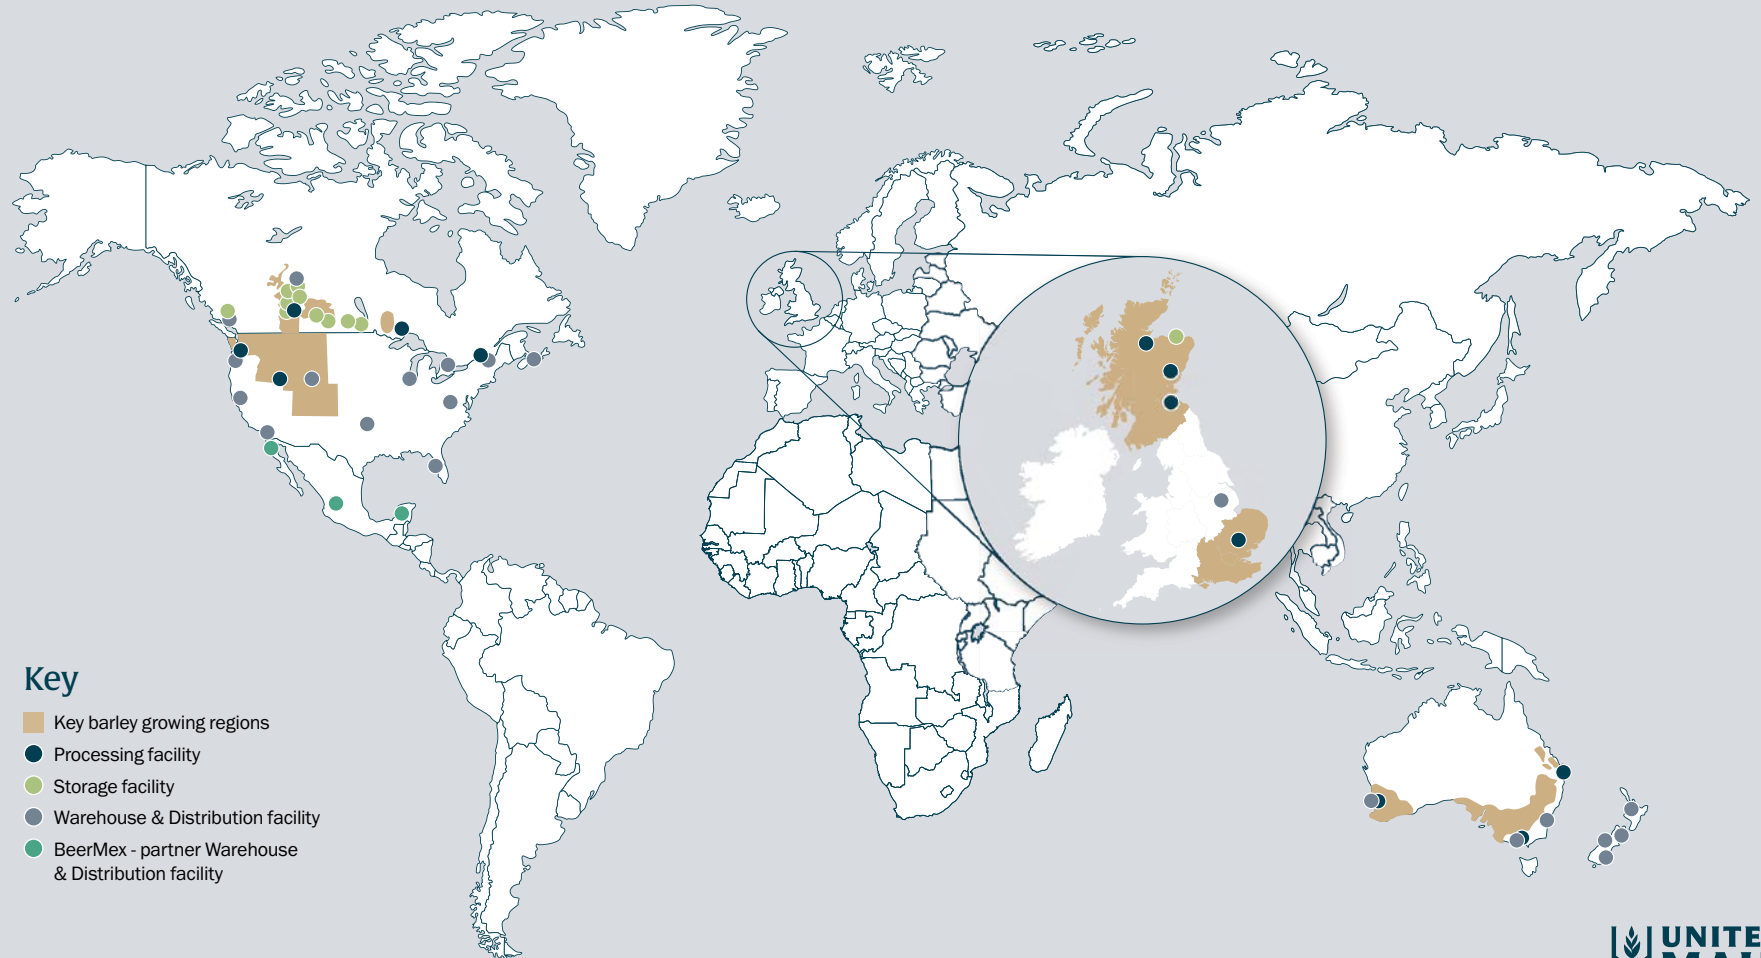 Key
Key barley growing regions
Processing facility
Storage facility
Warehouse & Distribution facility
BeerMex - partner Warehouse
& Distribution facility
UNITE